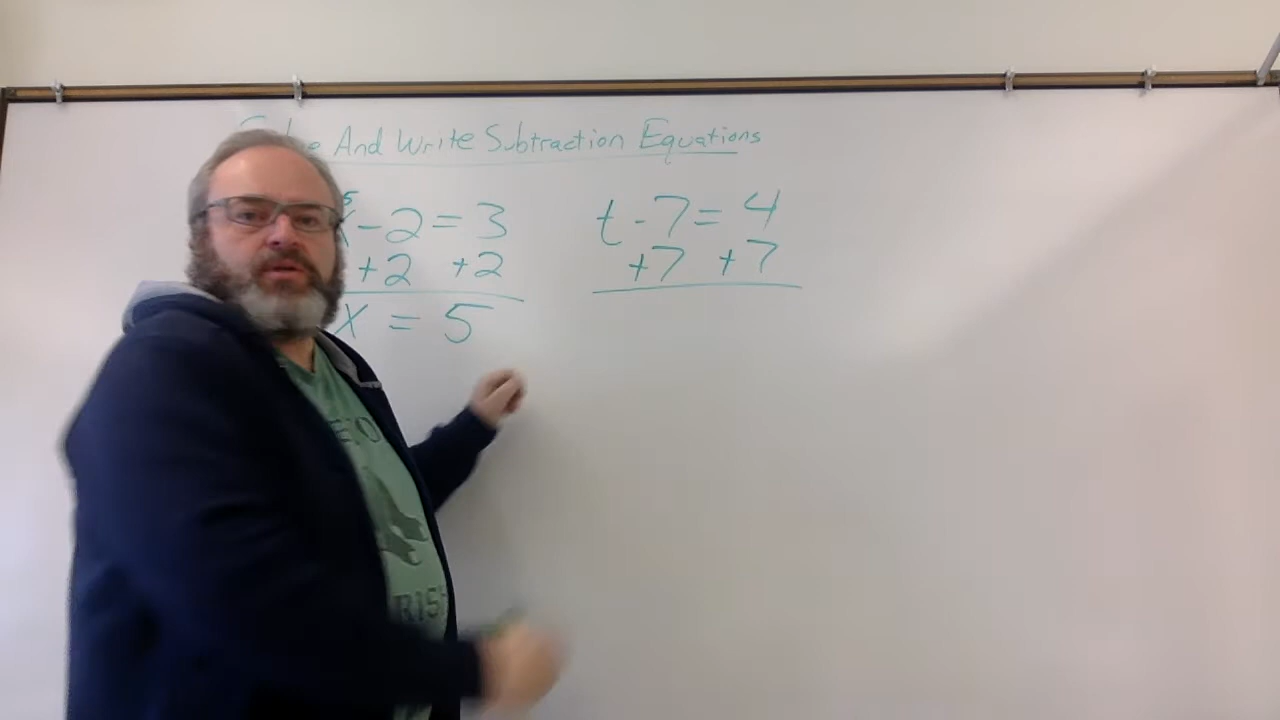 And Write Subtraction Equations
- 2 = 3
+2 +2
x = 5
t - 7 = 4
+7 +7